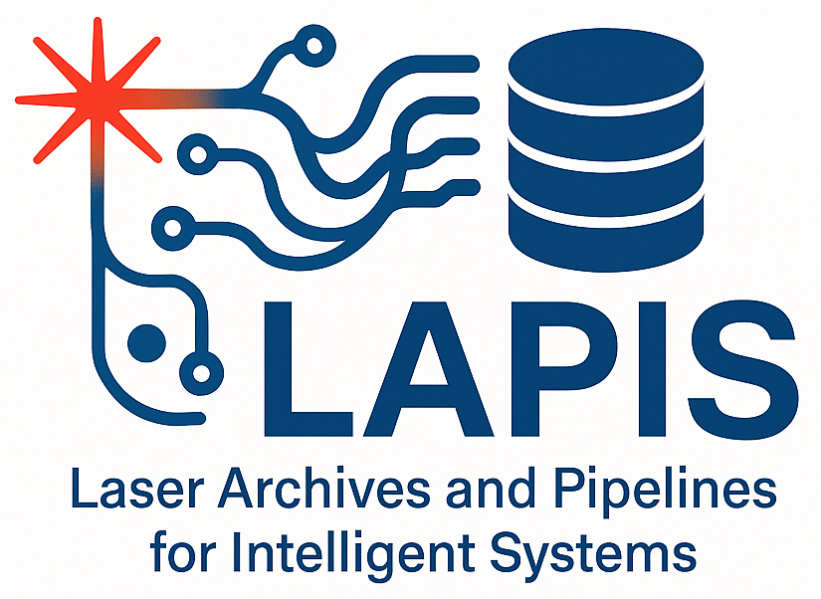 LAPIS
Laser Archives and Pipelines
for Intelligent Systems